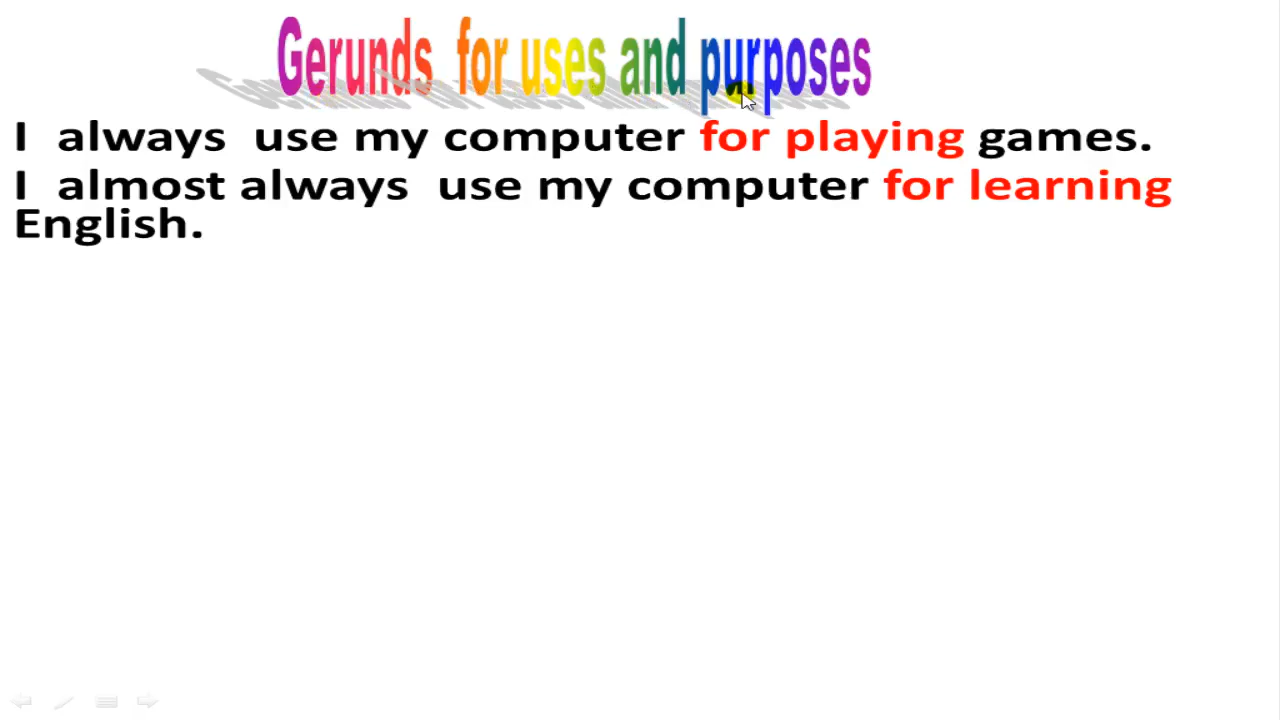 Gerunds for uses and purposes
I always use my computer for playing games.
I almost always use my computer for learning
English.